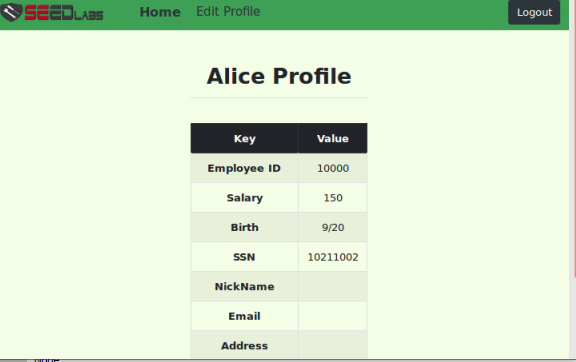 SEEDLABS Home Edit Profile Logout
Alice Profile
Key Value
Employee ID 10000
Salary 150
Birth 9/20
SSN 10211002
NickName
Email
Address
None